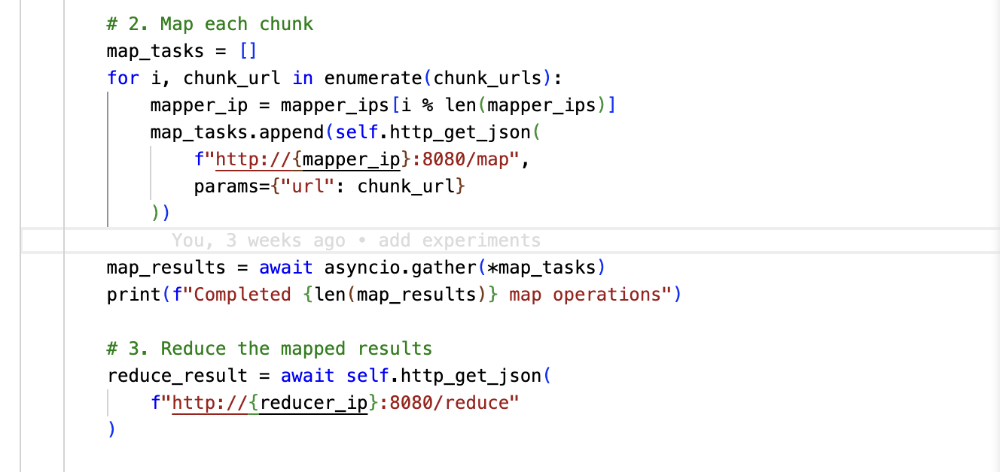 # 2. Map each chunk
map_tasks = []
for i, chunk_url in enumerate(chunk_urls):
    mapper_ip = mapper_ips[i % len(mapper_ips)]
    map_tasks.append(self.http_get_json(
        f"http://{mapper_ip}:8080/map",
        params={"url": chunk_url}
    ))
You, 3 weeks ago • add experiments
map_results = await asyncio.gather(*map_tasks)
print(f"Completed {len(map_results)} map operations")
# 3. Reduce the mapped results
reduce_result = await self.http_get_json(
    f"http://{reducer_ip}:8080/reduce"
)